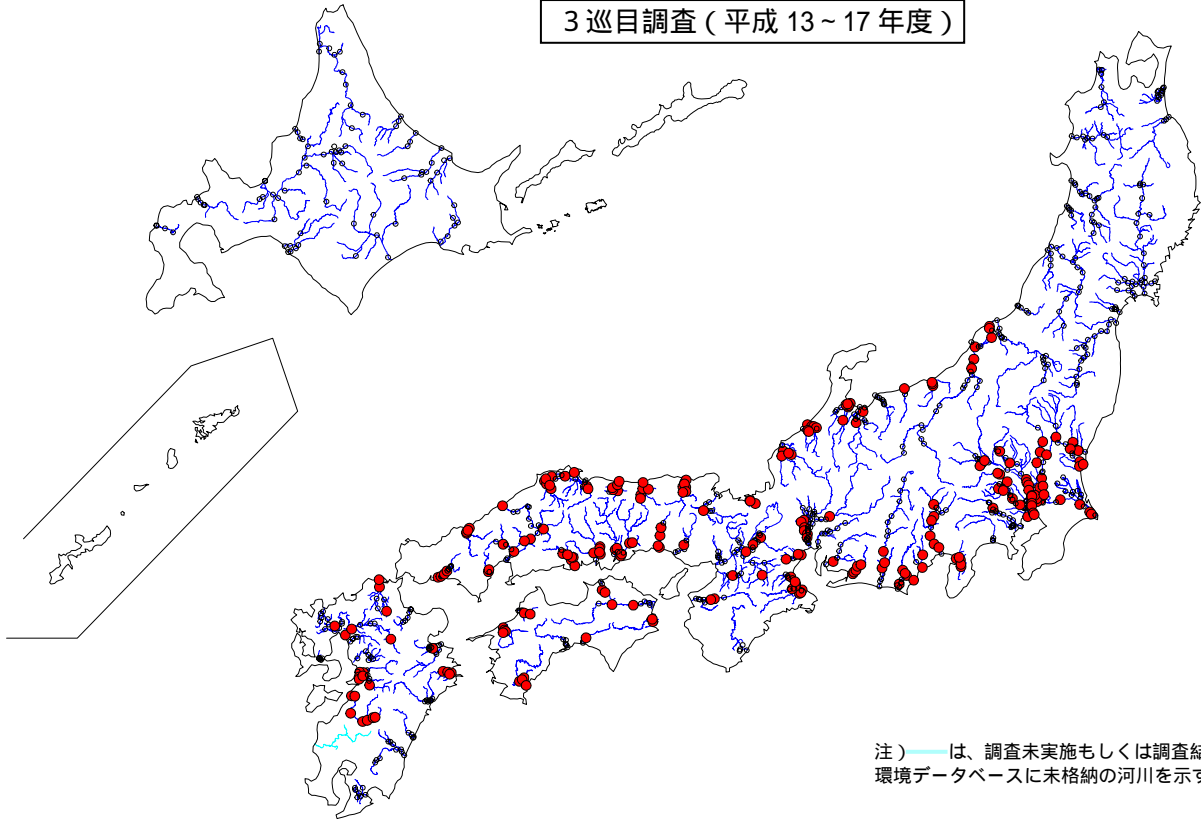 3巡目調査(平成 13~17 年度)
注) は、調査未実施もしくは調査
環境データベースに未格納の河川を示